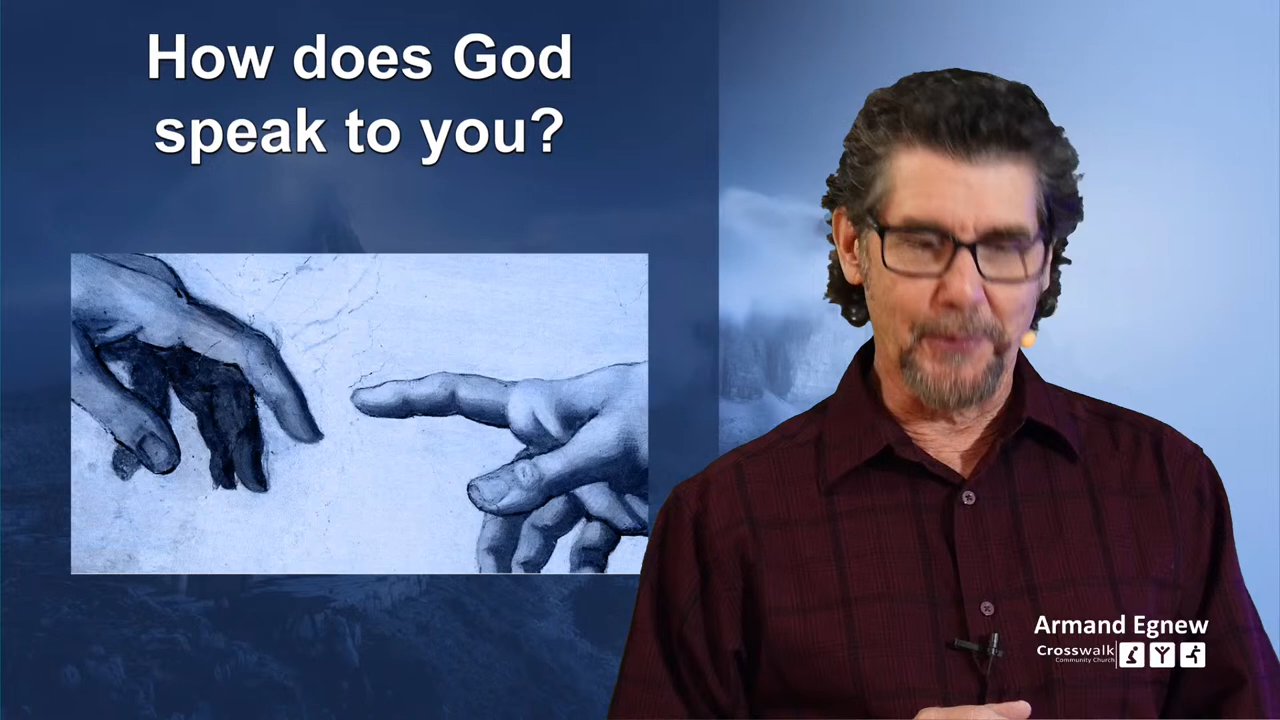 How does God
speak to you?
Armand Egnew
Crosswalk
Community Church